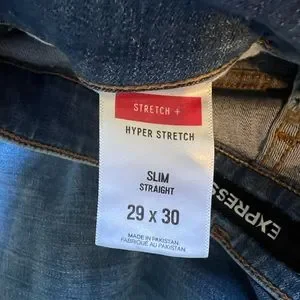 STRETCH +
HYPER STRETCH
SLIM
STRAIGHT
29 x 30
MADE IN PAKISTAN
FABRIQUÉ AU PAKISTAN
EXPRESS